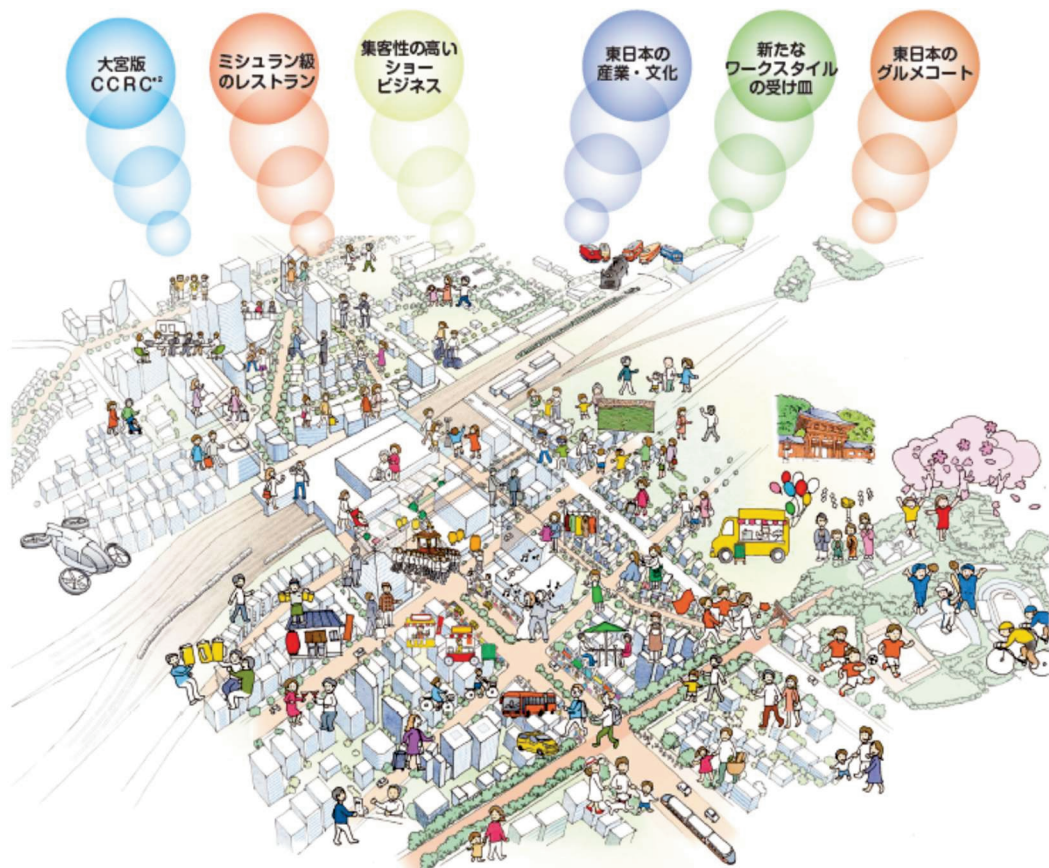 大宮版
CCRC*2
ミシュラン級
のレストラン
集客性の高い
ショー
ビジネス
東日本の
産業・文化
新たな
ワークスタイル
の受け皿
東日本の
グルメコート